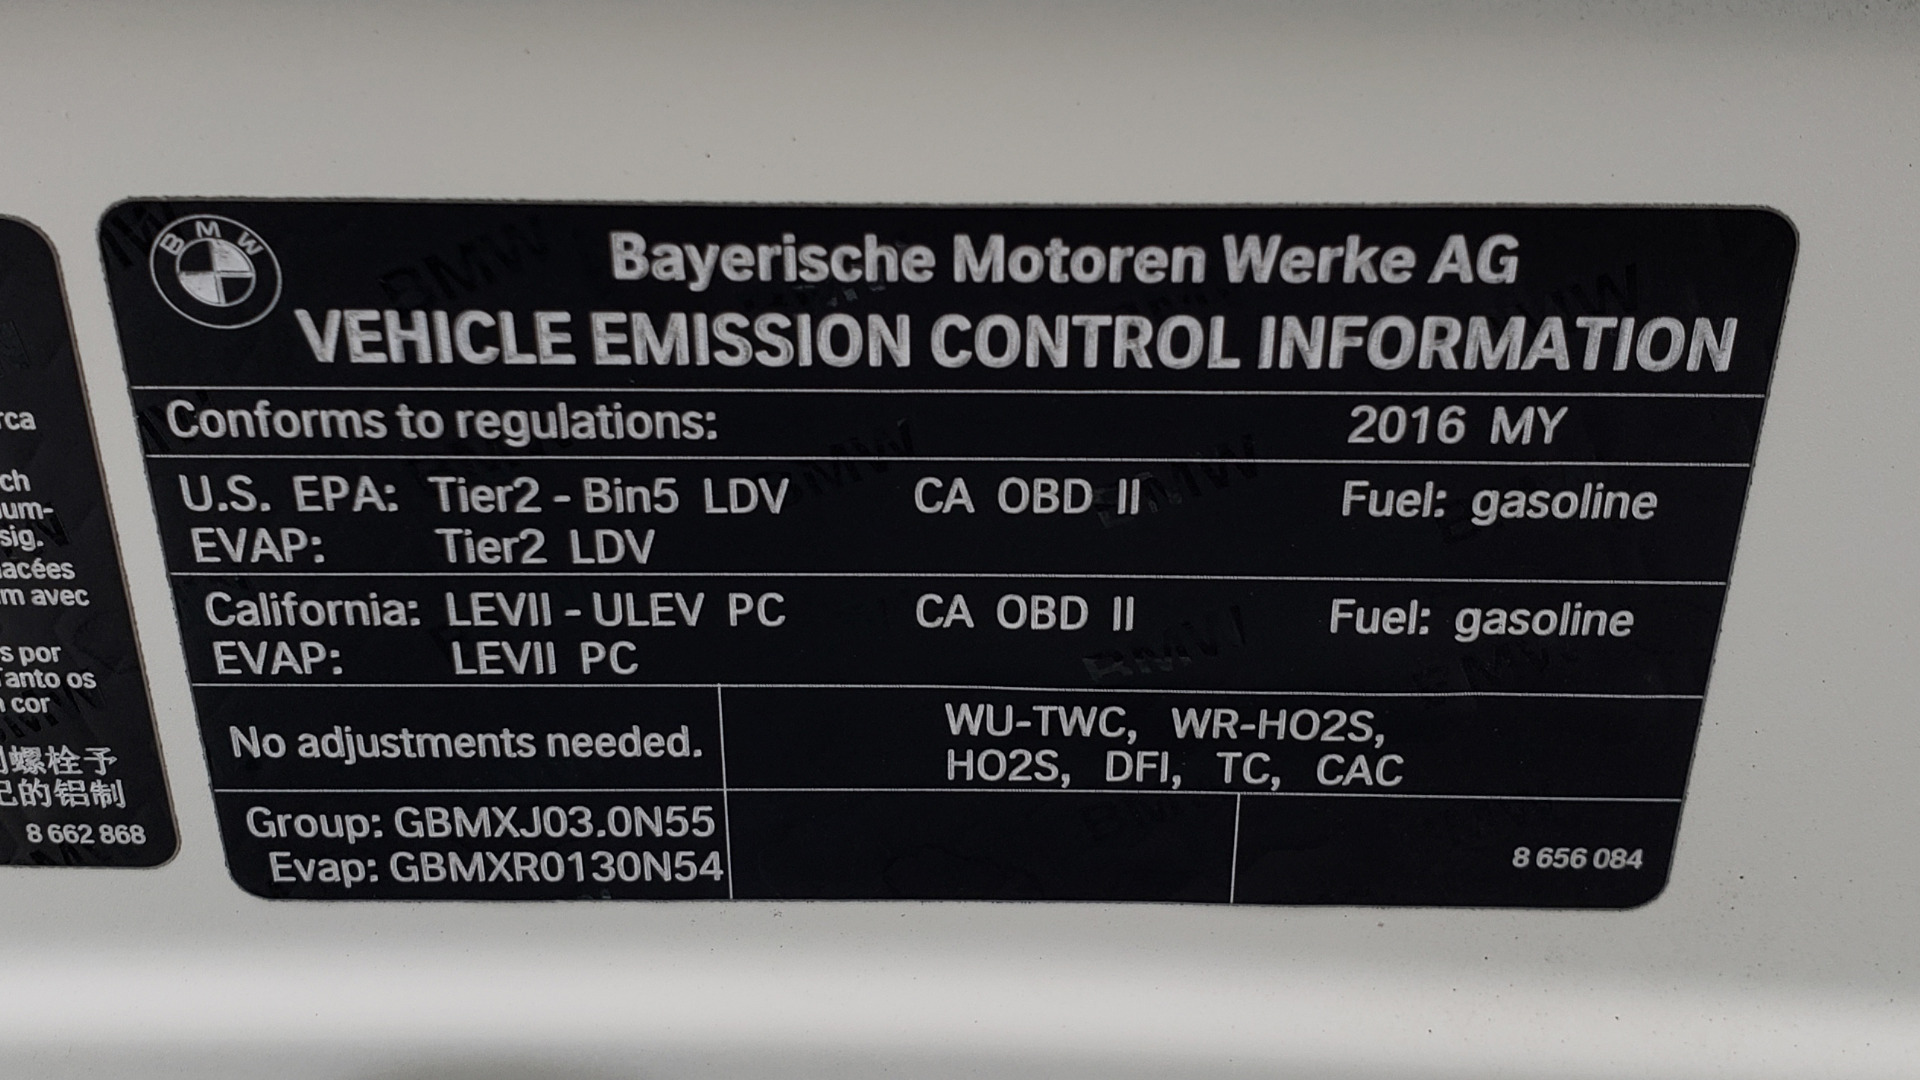 rca
ch
um-
sig.
acées
m avec
s por
anto os
cor
螺栓予
的铝制
8 662 868
BMW
Bayerische Motoren Werke AG
VEHICLE EMISSION CONTROL INFORMATION
Conforms to regulations: 2016 MY
U.S. EPA: Tier2 - Bin5 LDV CA OBD II Fuel: gasoline
EVAP: Tier2 LDV
California: LEVII - ULEV PC CA OBD II Fuel: gasoline
EVAP: LEVII PC
No adjustments needed.
WU-TWC, WR-HO2S,
HO2S, DFI, TC, CAC
Group: GBMXJ03.0N55
Evap: GBMXR0130N54
8 656 084